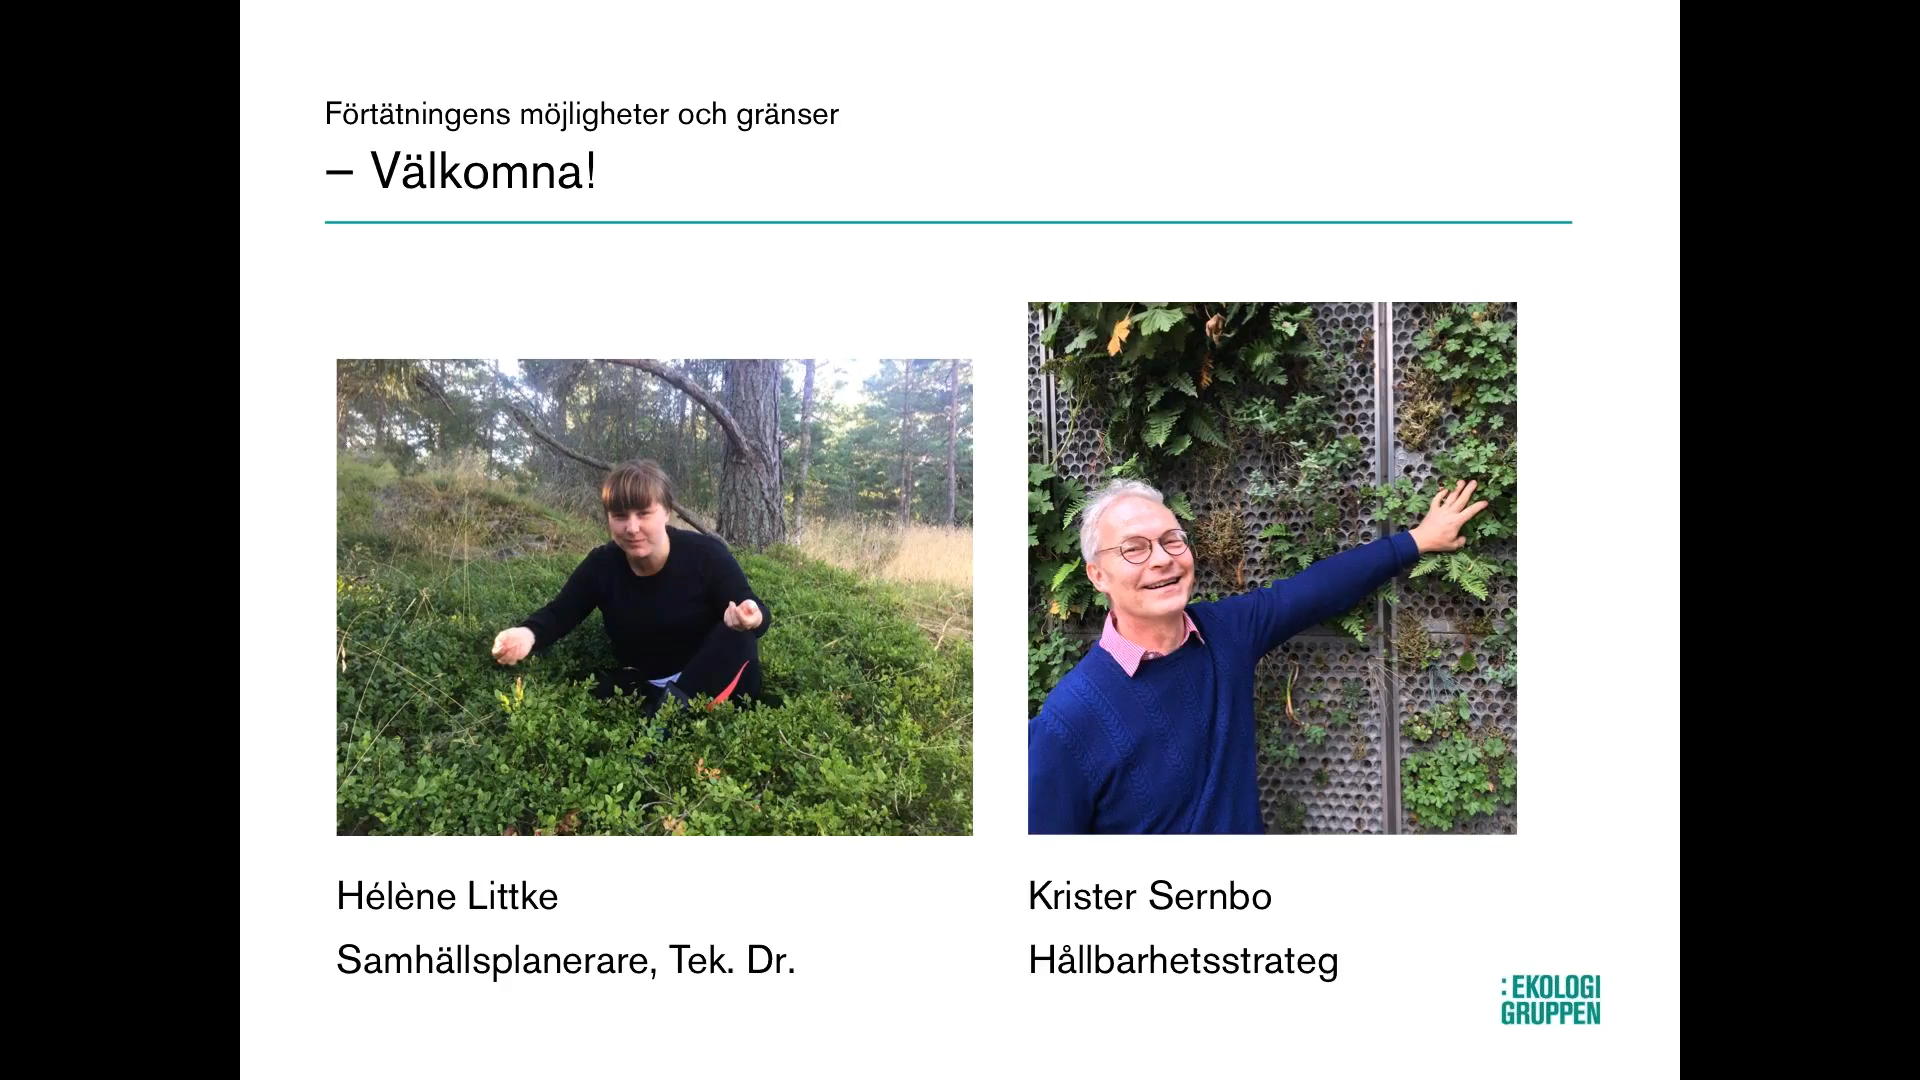 Förtätningens möjligheter och gränser
– Välkomna!
Hélène Littke
Samhällsplanerare, Tek. Dr.
Krister Sernbo
Hållbarhetsstrateg
:EKOLOGI
GRUPPEN